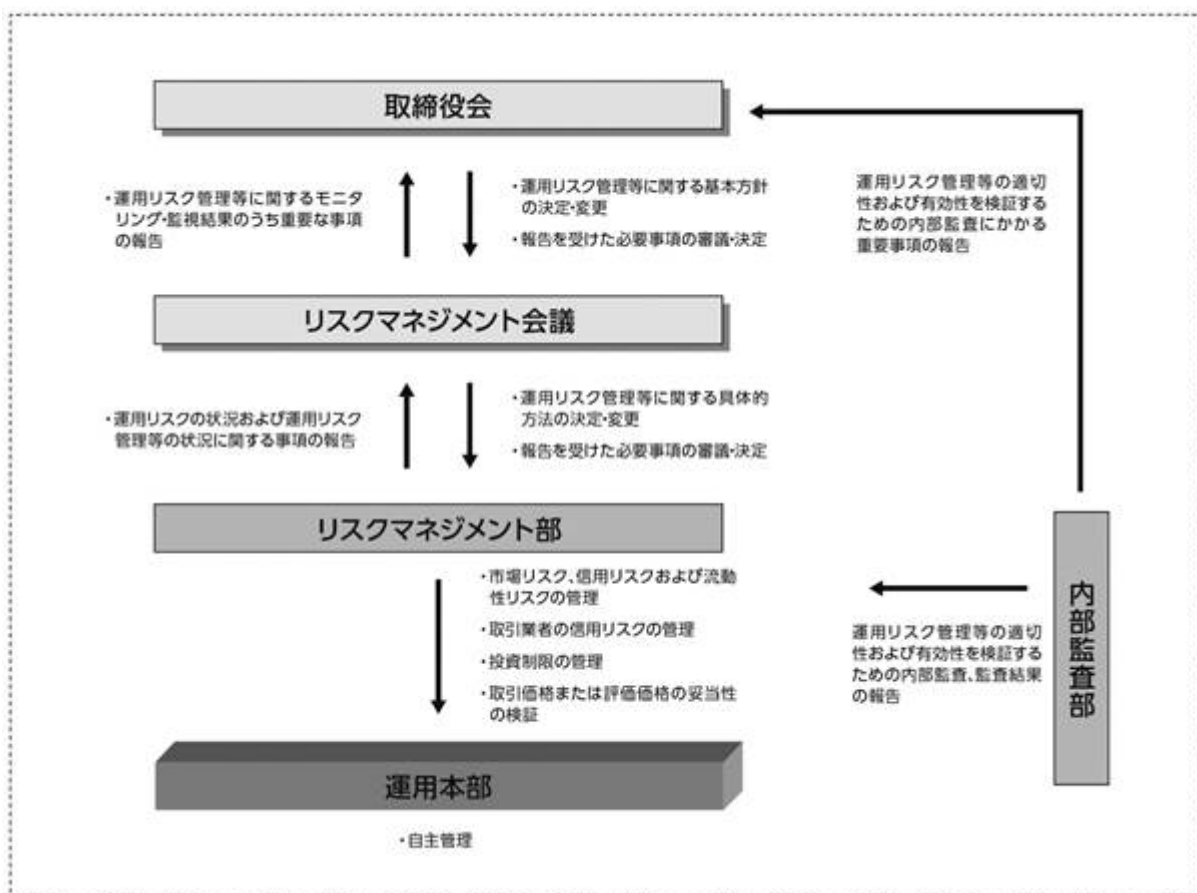 取締役会
・運用リスク管理等に関するモニタ
リング・監視結果のうち重要な事項
の報告
・運用リスク管理等に関する基本方針
の決定・変更
・報告を受けた必要事項の審議・決定
運用リスク管理等の適切
性および有効性を検証する
ための内部監査にかかる
重要事項の報告
リスクマネジメント会議
・運用リスクの状況および運用リスク
管理等の状況に関する事項の報告
・運用リスク管理等に関する具体的
方法の決定・変更
・報告を受けた必要事項の審議・決定
リスクマネジメント部
・市場リスク、信用リスクおよび流動
性リスクの管理
・取引業者の信用リスクの管理
・投資制限の管理
・取引価格または評価価格の妥当性
の検証
運用リスク管理等の適切
性および有効性を検証する
ための内部監査、監査結果
の報告
内部監査部
運用本部
・自主管理